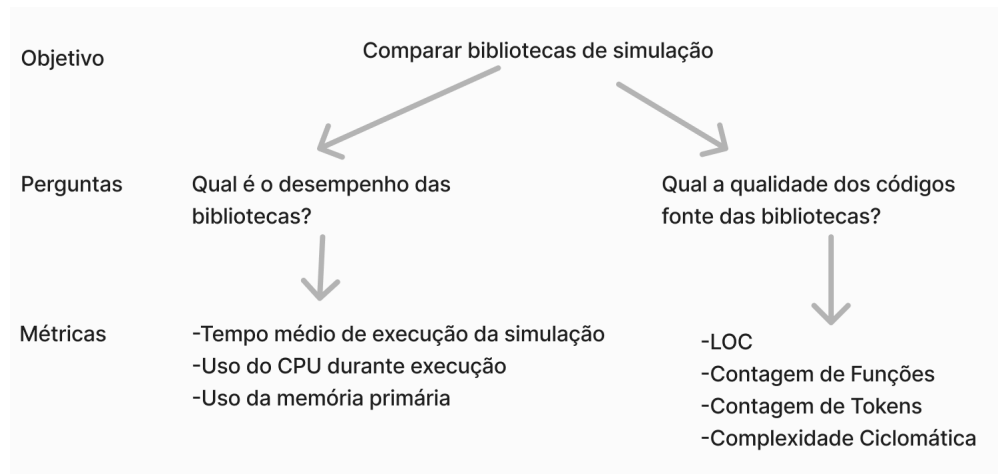 Objetivo
Comparar bibliotecas de simulação
Perguntas
Qual é o desempenho das
bibliotecas?
Qual a qualidade dos códigos
fonte das bibliotecas?
Métricas
-Tempo médio de execução da simulação
-Uso do CPU durante execução
-Uso da memória primária
-LOC
-Contagem de Funções
-Contagem de Tokens
-Complexidade Ciclomática